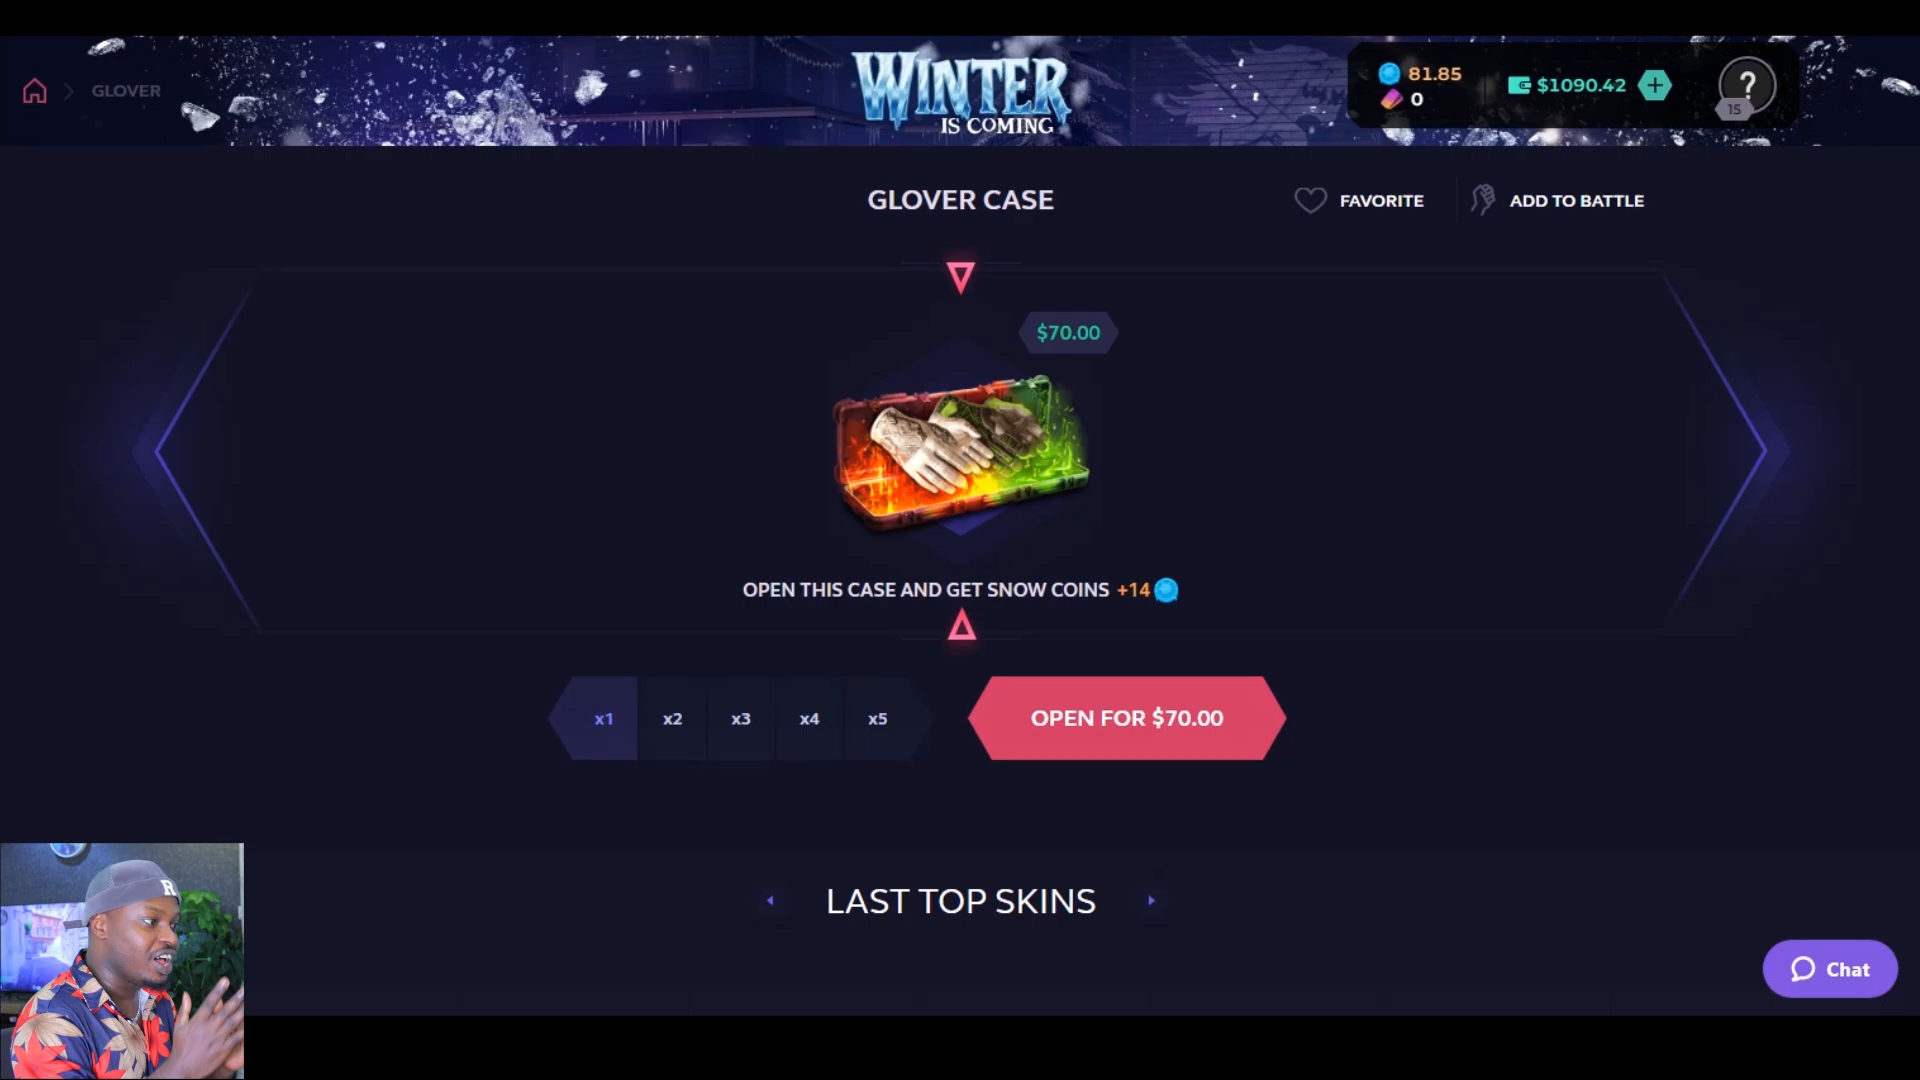 GLOVER
WINTER
IS COMING
81.85
0
$1090.42
?
15
GLOVER CASE
FAVORITE
ADD TO BATTLE
$70.00
OPEN THIS CASE AND GET SNOW COINS +14
x1
x2
x3
x4
x5
OPEN FOR $70.00
LAST TOP SKINS
R
Chat